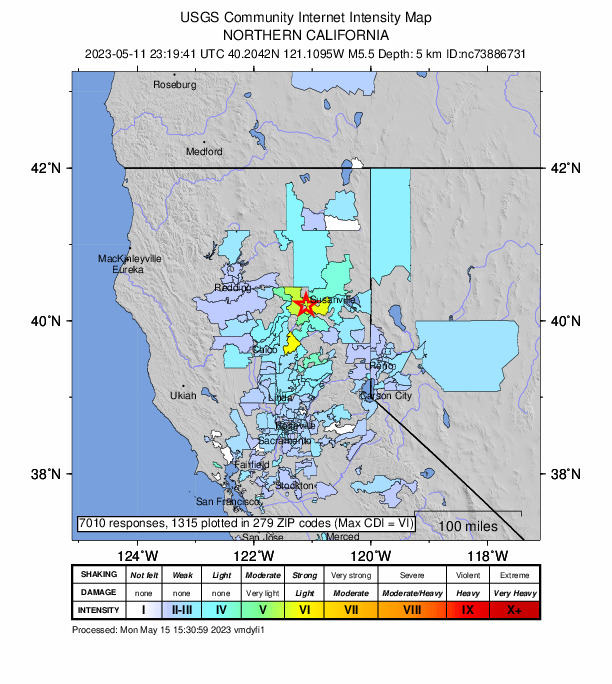 USGS Community Internet Intensity Map
NORTHERN CALIFORNIA
2023-05-11 23:19:41 UTC 40.2042N 121.1095W M5.5 Depth: 5 km ID:nc73886731
Roseburg
Medford
42°N 42°N
MacKinleyville
Eureka
Redding
Susanville
40°N 40°N
Chico
Reno
Ukiah
Linda
Carson City
Roseville
Sacramento
Fairfield
38°N 38°N
Stockton
San Francisco
7010 responses, 1315 plotted in 279 ZIP codes (Max CDI = VI)
100 miles
San Jose
Merced
124°W 122°W 120°W 118°W
SHAKING Not felt Weak Light Moderate Strong Very strong Severe Violent Extreme
DAMAGE none none none Very light Light Moderate Moderate/Heavy Heavy Very Heavy
INTENSITY I II-III IV V VI VII VIII IX X+
Processed: Mon May 15 15:30:59 2023 vmdyfi1